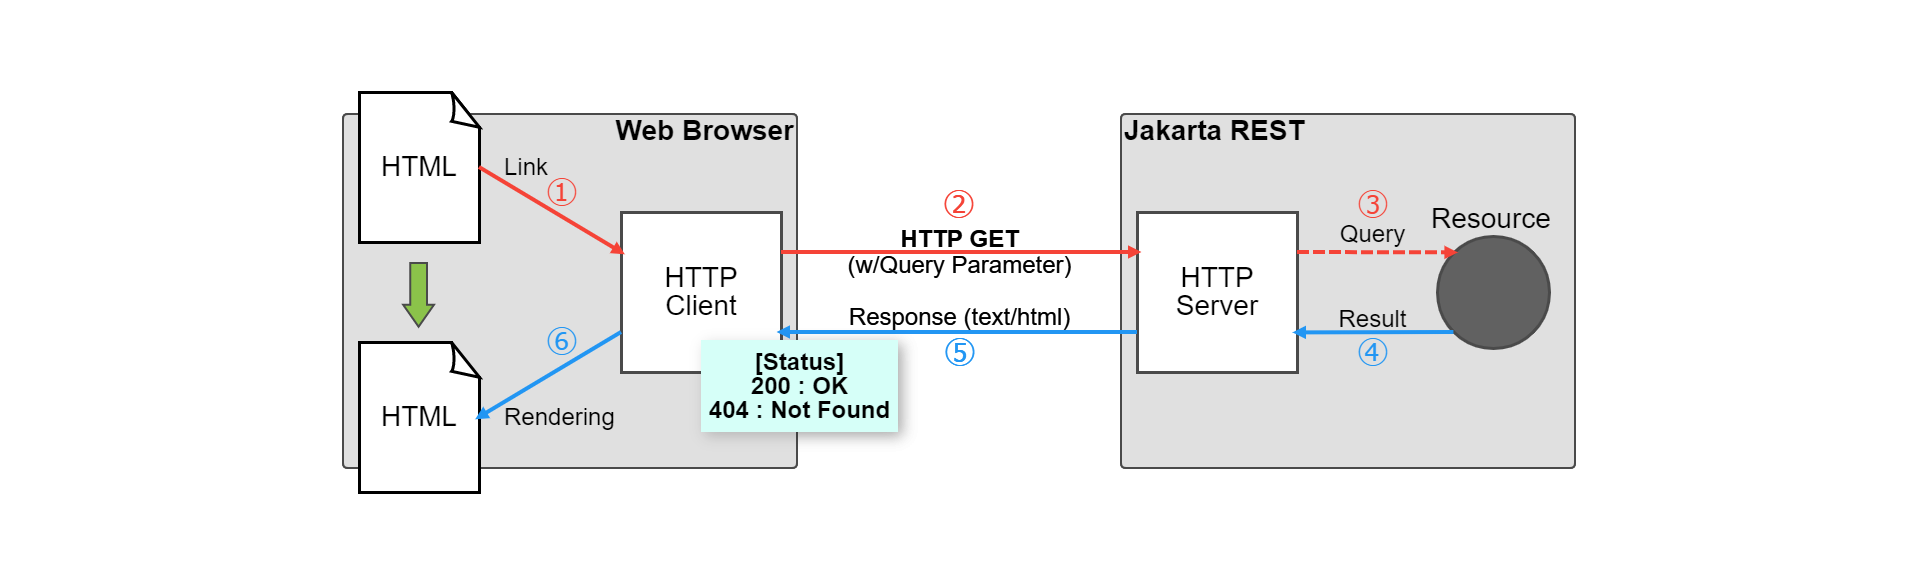 Web Browser
HTML
Link
①
HTTP
Client
⑥
HTML
Rendering
[Status]
200 : OK
404 : Not Found
②
HTTP GET
(w/Query Parameter)
Response (text/html)
⑤
Jakarta REST
HTTP
Server
③
Query
Resource
Result
④